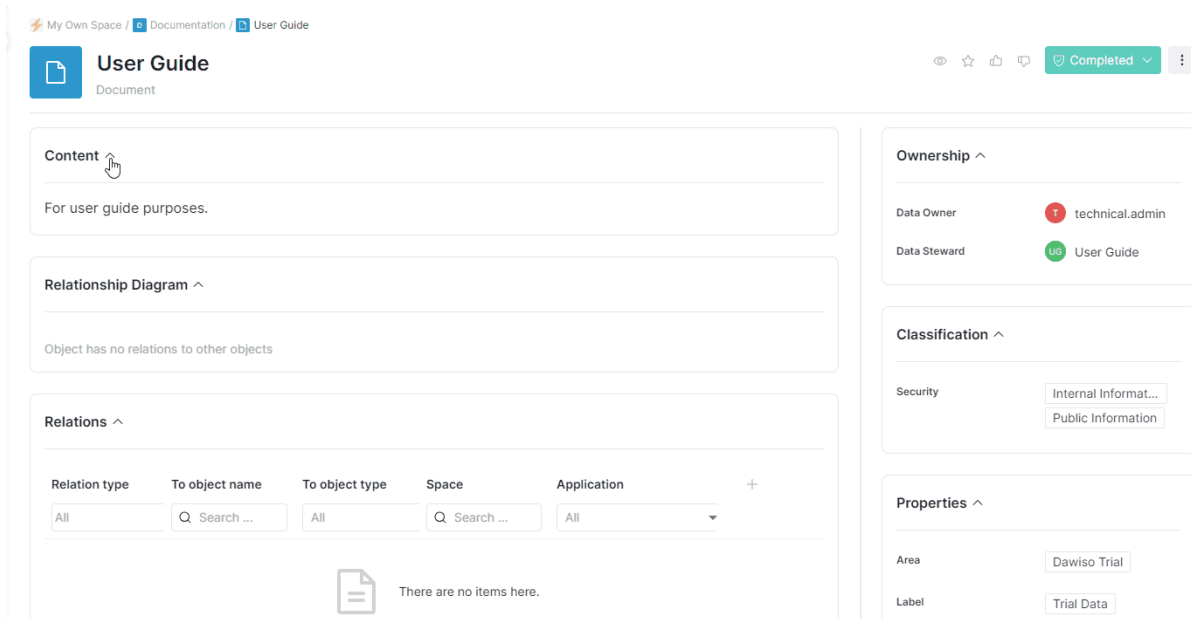 My Own Space / D Documentation / User Guide
User Guide
Document
Completed
Content
For user guide purposes.
Relationship Diagram
Object has no relations to other objects
Relations
Relation type To object name To object type Space Application
All Search ... All Search ... All
There are no items here.
Ownership
Data Owner T technical.admin
Data Steward UG User Guide
Classification
Security Internal Informat...
Public Information
Properties
Area Dawiso Trial
Label Trial Data